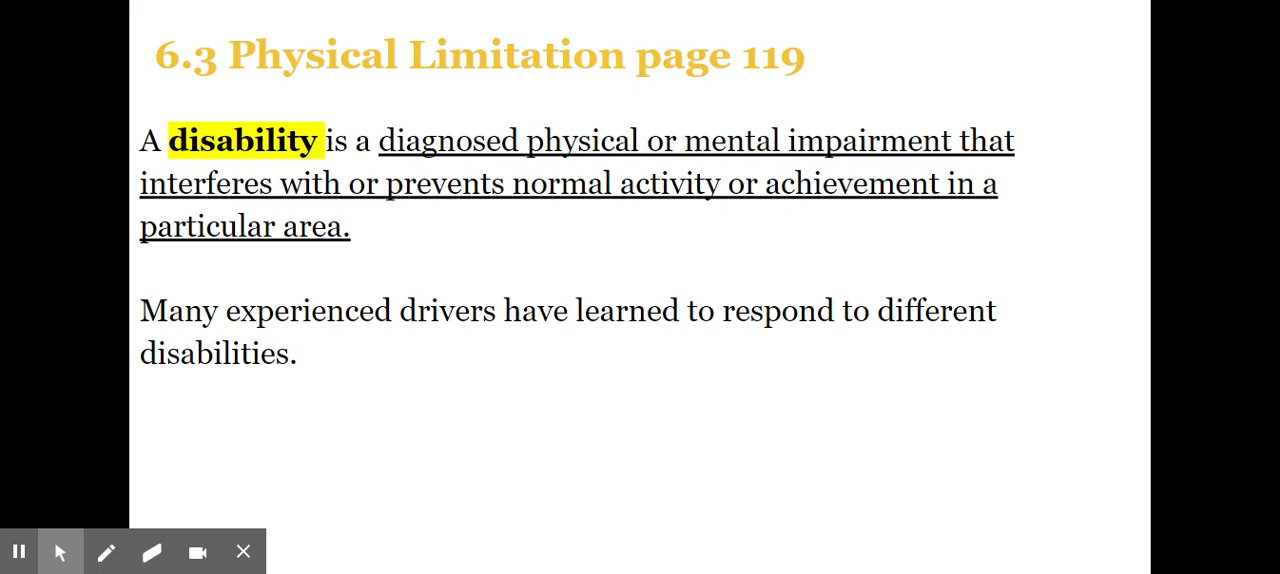 6.3 Physical Limitation page 119
A disability is a diagnosed physical or mental impairment that
interferes with or prevents normal activity or achievement in a
particular area.
Many experienced drivers have learned to respond to different
disabilities.